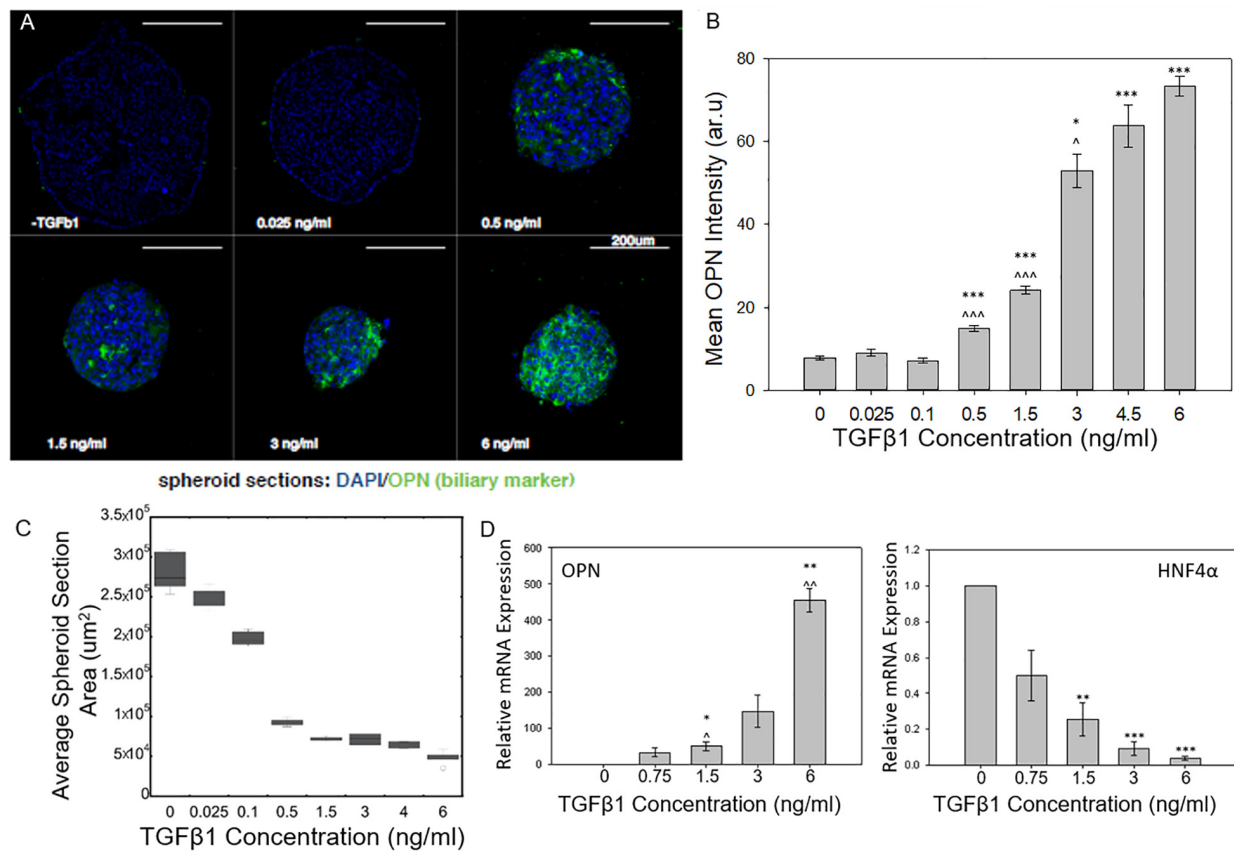 A
-TGFb1
0.025 ng/ml
0.5 ng/ml
200um
1.5 ng/ml
3 ng/ml
6 ng/ml
spheroid sections: DAPI/OPN (biliary marker)
B
Mean OPN Intensity (ar.u)
80
60
40
20
0
***
^^^
***
^^^
*
^
***
***
0 0.025 0.1 0.5 1.5 3 4.5 6
TGFβ1 Concentration (ng/ml)
C
Average Spheroid Section
Area (um²)
3.5x10⁵
3x10⁵
2.5x10⁵
2x10⁵
1.5x10⁵
1x10⁵
5x10⁴
0 0.025 0.1 0.5 1.5 3 4 6
TGFβ1 Concentration (ng/ml)
D
OPN
Relative mRNA Expression
600
500
400
300
200
100
0
*
^
**
^^
0 0.75 1.5 3 6
TGFβ1 Concentration (ng/ml)
HNF4α
Relative mRNA Expression
1.2
1.0
0.8
0.6
0.4
0.2
0.0
**
***
***
0 0.75 1.5 3 6
TGFβ1 Concentration (ng/ml)